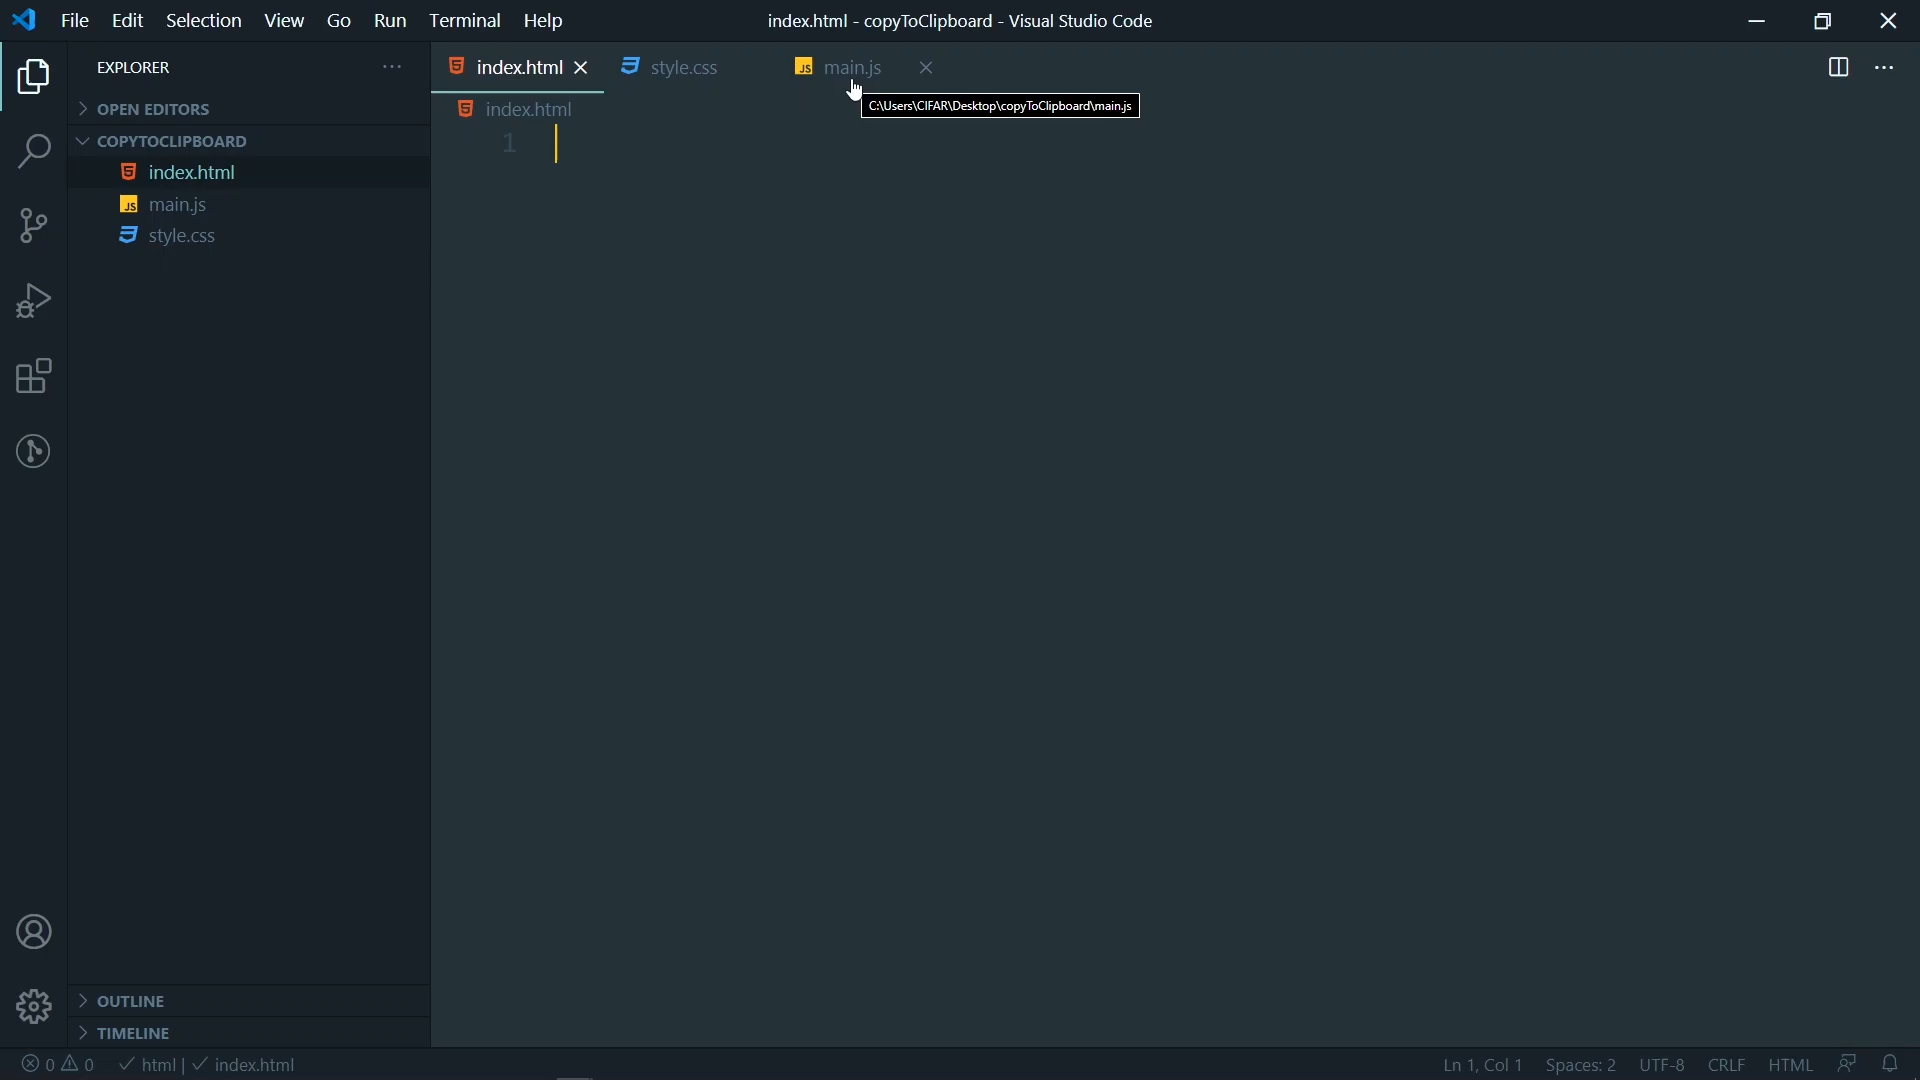 File Edit Selection View Go Run Terminal Help index.html - copyToClipboard - Visual Studio Code
EXPLORER
index.html style.css JS main.js
C:\Users\CIFAR\Desktop\copyToClipboard\main.js
OPEN EDITORS
index.html
COPYTOCLIPBOARD
1
index.html
JS main.js
style.css
OUTLINE
TIMELINE
0 0 html | index.html Ln 1, Col 1 Spaces: 2 UTF-8 CRLF HTML